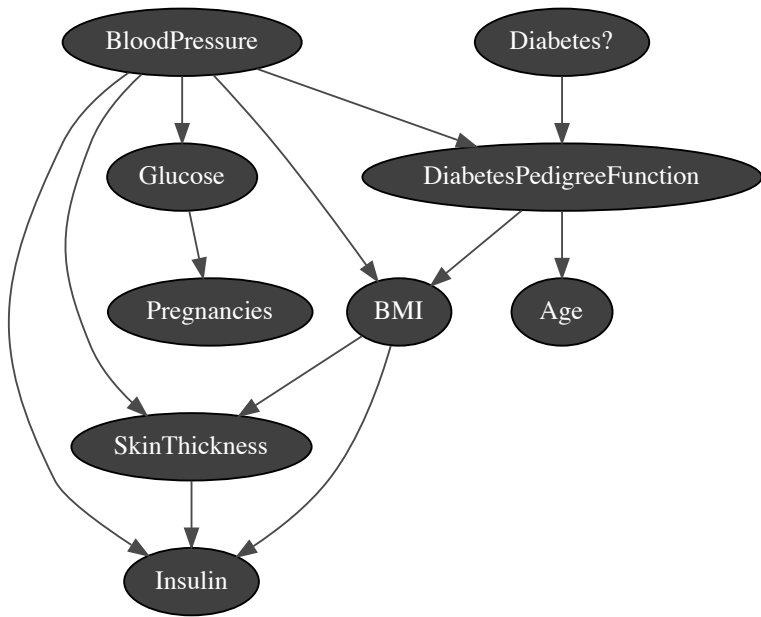 BloodPressure
Diabetes?
Glucose
DiabetesPedigreeFunction
Pregnancies
BMI
Age
SkinThickness
Insulin